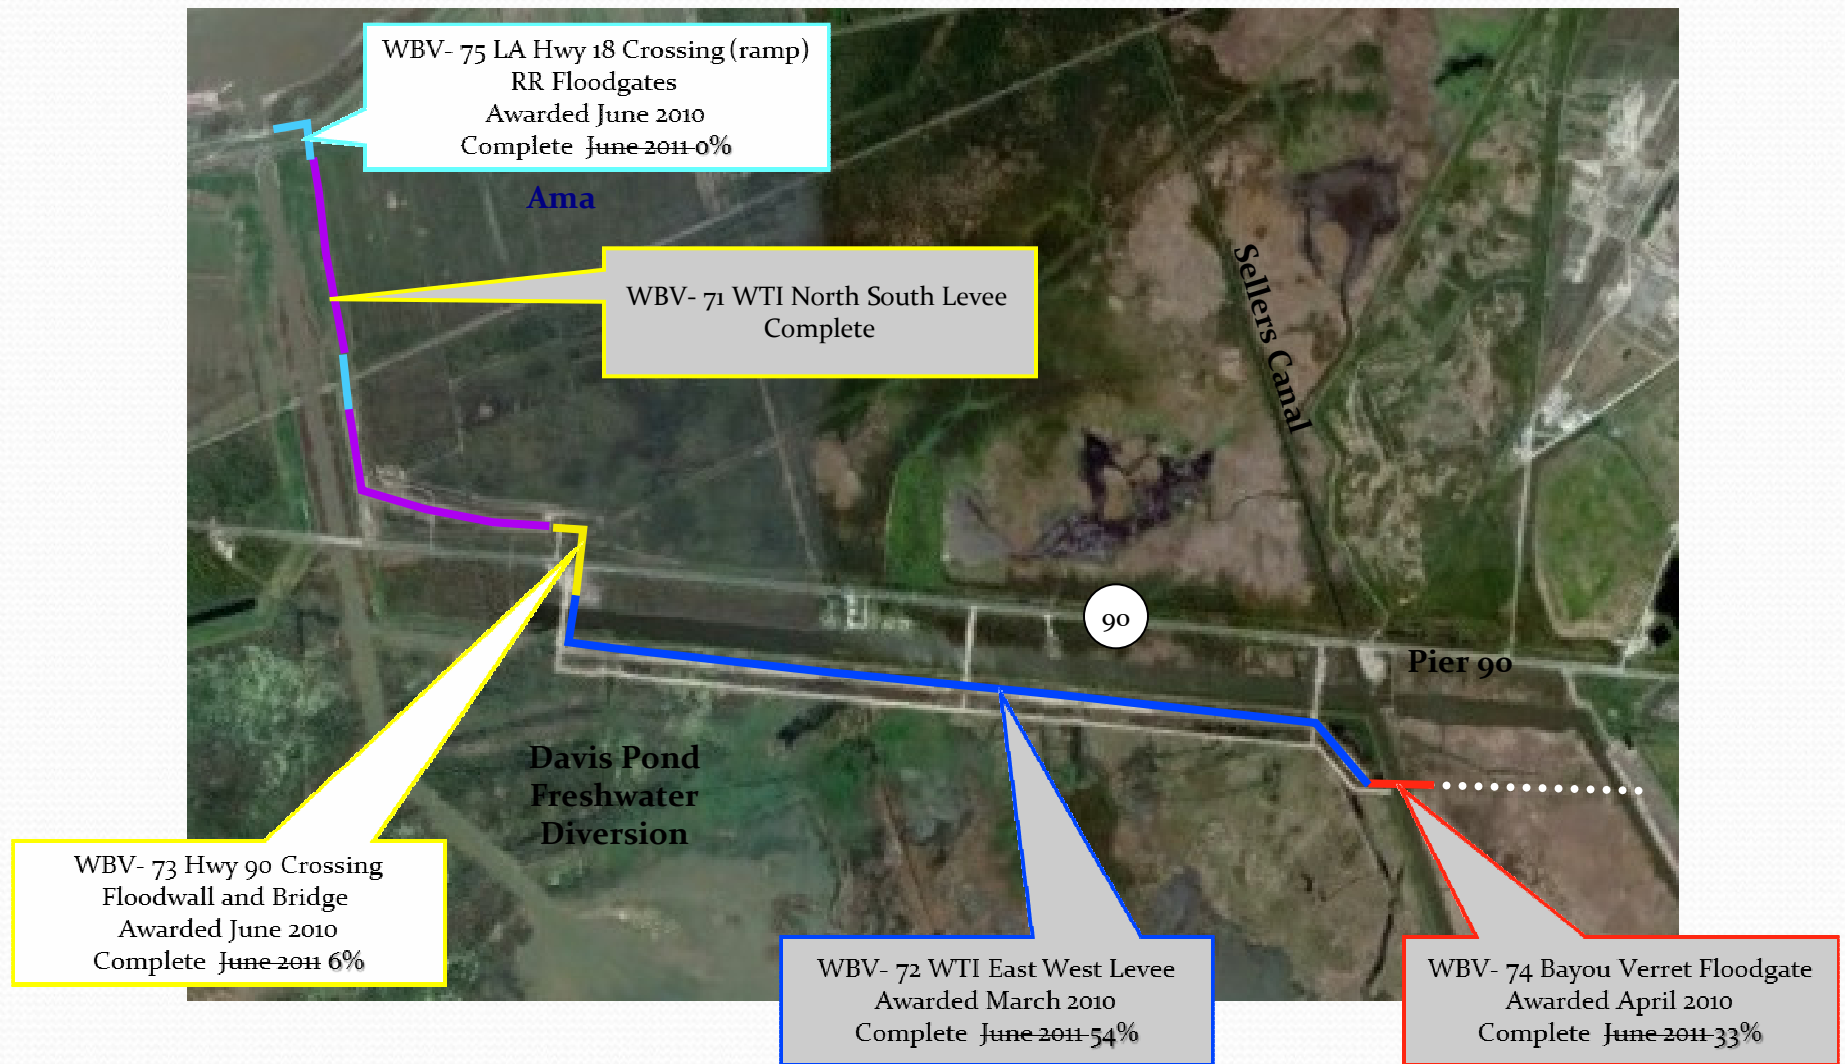 WBV- 75 LA Hwy 18 Crossing (ramp)
RR Floodgates
Awarded June 2010
Complete June 2011 0%
Ama
WBV- 71 WTI North South Levee
Complete
Sellers Canal
90
Pier 90
Davis Pond
Freshwater
Diversion
WBV- 73 Hwy 90 Crossing
Floodwall and Bridge
Awarded June 2010
Complete June 2011 6%
WBV- 72 WTI East West Levee
Awarded March 2010
Complete June 2011 54%
WBV- 74 Bayou Verret Floodgate
Awarded April 2010
Complete June 2011 33%